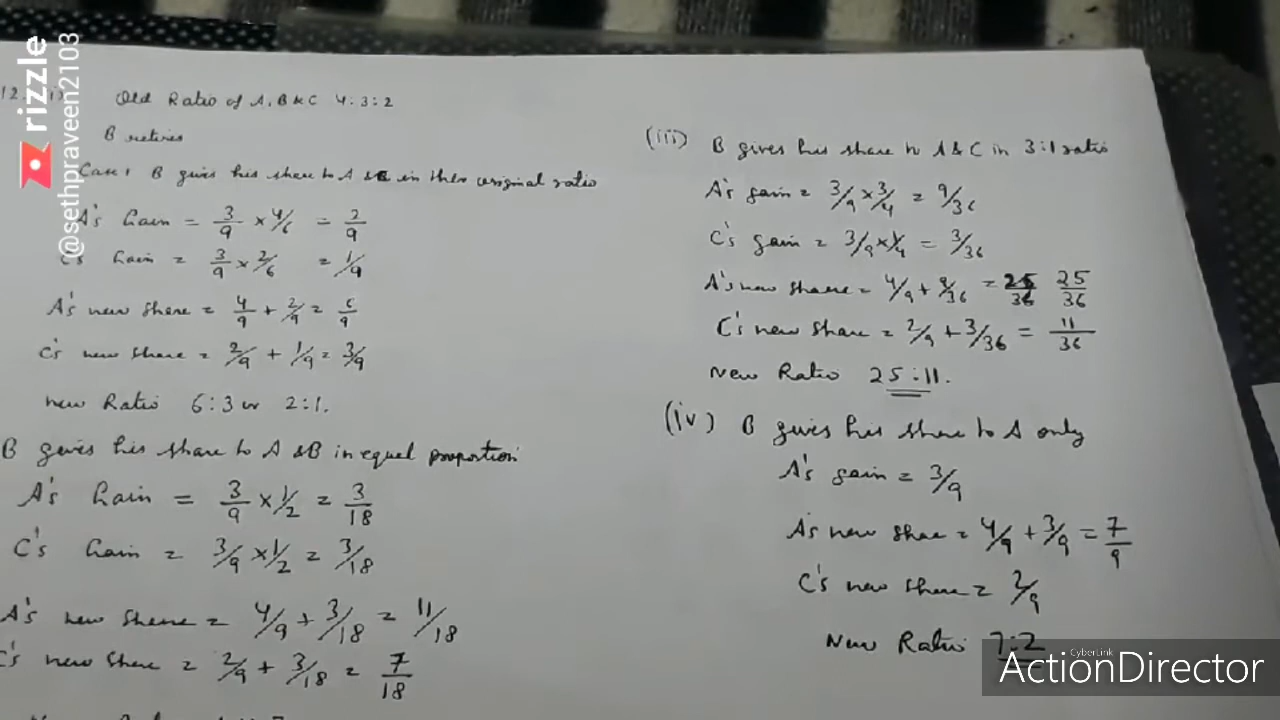 rizzle
@sethpraveen2103
12. i)
Old Ratio of A, B & C 4:3:2
B retires
Case 1 B gives his share to A & C in their original ratio
A's Gain = 3/9 × 4/6 = 2/9
C's Gain = 3/9 × 2/6 = 1/9
A's new share = 4/9 + 2/9 = 6/9
C's new share = 2/9 + 1/9 = 3/9
new Ratio 6:3 or 2:1.
B gives his share to A & B in equal proportion
A's Gain = 3/9 × 1/2 = 3/18
C's Gain = 3/9 × 1/2 = 3/18
A's new share = 4/9 + 3/18 = 11/18
C's new share = 2/9 + 3/18 = 7/18
(iii) B gives his share to A & C in 3:1 ratio
A's gain = 3/9 × 3/4 = 9/36
C's gain = 3/9 × 1/4 = 3/36
A's new share = 4/9 + 9/36 = 25/36 25/36
C's new share = 2/9 + 3/36 = 11/36
New Ratio 25:11.
(iv) B gives his share to A only
A's gain = 3/9
A's new share = 4/9 + 3/9 = 7/9
C's new share = 2/9
New Ratio 7:2
CyberLink
ActionDirector